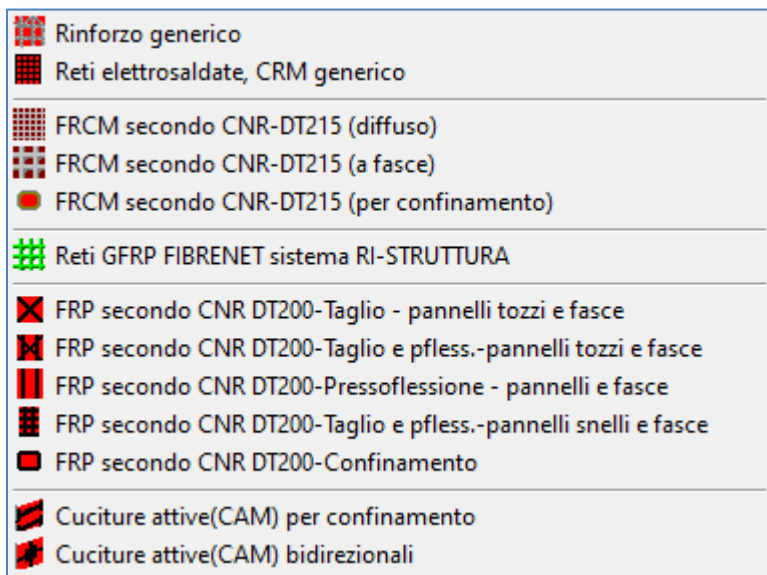 Rinforzo generico
Reti elettrosaldate, CRM generico
FRCM secondo CNR-DT215 (diffuso)
FRCM secondo CNR-DT215 (a fasce)
FRCM secondo CNR-DT215 (per confinamento)
Reti GFRP FIBRENET sistema RI-STRUTTURA
FRP secondo CNR DT200-Taglio - pannelli tozzi e fasce
FRP secondo CNR DT200-Taglio e pfless.-pannelli tozzi e fasce
FRP secondo CNR DT200-Pressoflessione - pannelli e fasce
FRP secondo CNR DT200-Taglio e pfless.-pannelli snelli e fasce
FRP secondo CNR DT200-Confinamento
Cuciture attive(CAM) per confinamento
Cuciture attive(CAM) bidirezionali